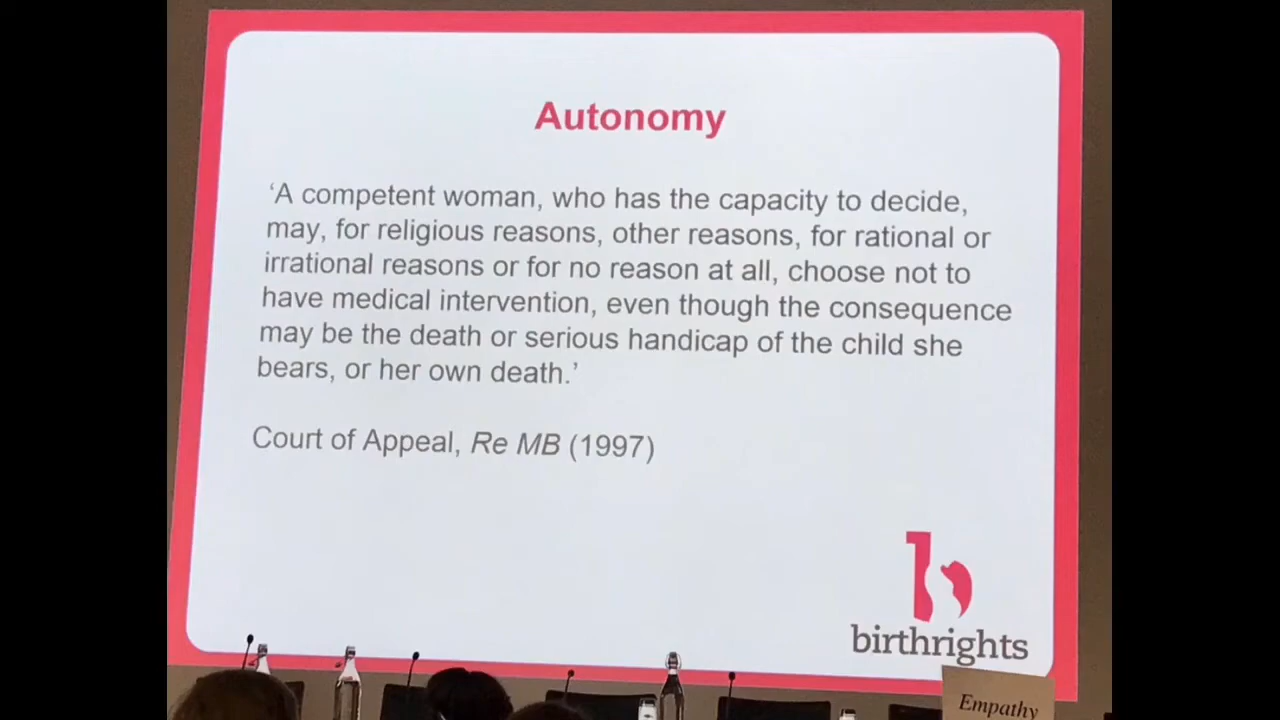 Autonomy
‘A competent woman, who has the capacity to decide,
may, for religious reasons, other reasons, for rational or
irrational reasons or for no reason at all, choose not to
have medical intervention, even though the consequence
may be the death or serious handicap of the child she
bears, or her own death.’
Court of Appeal, Re MB (1997)
birthrights
Empathy